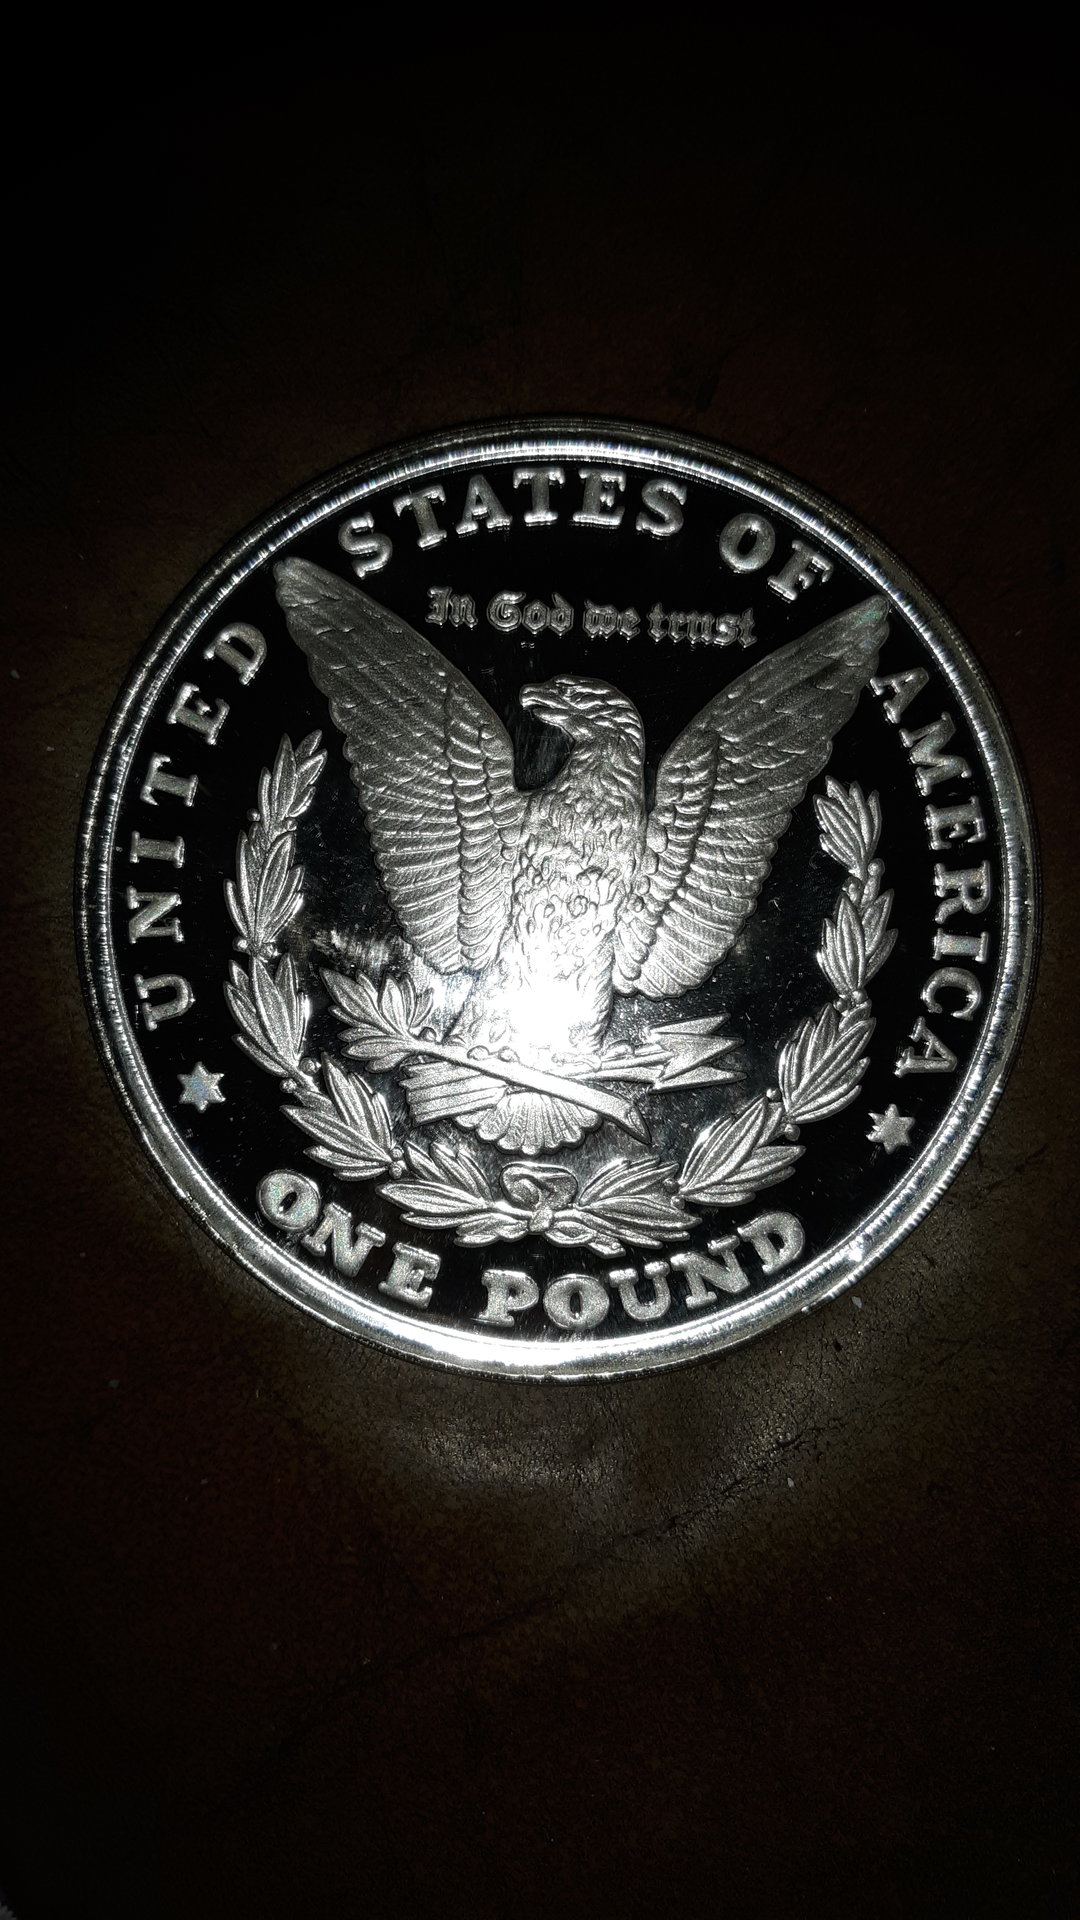 UNITED STATES OF AMERICA
In God we trust
ONE POUND